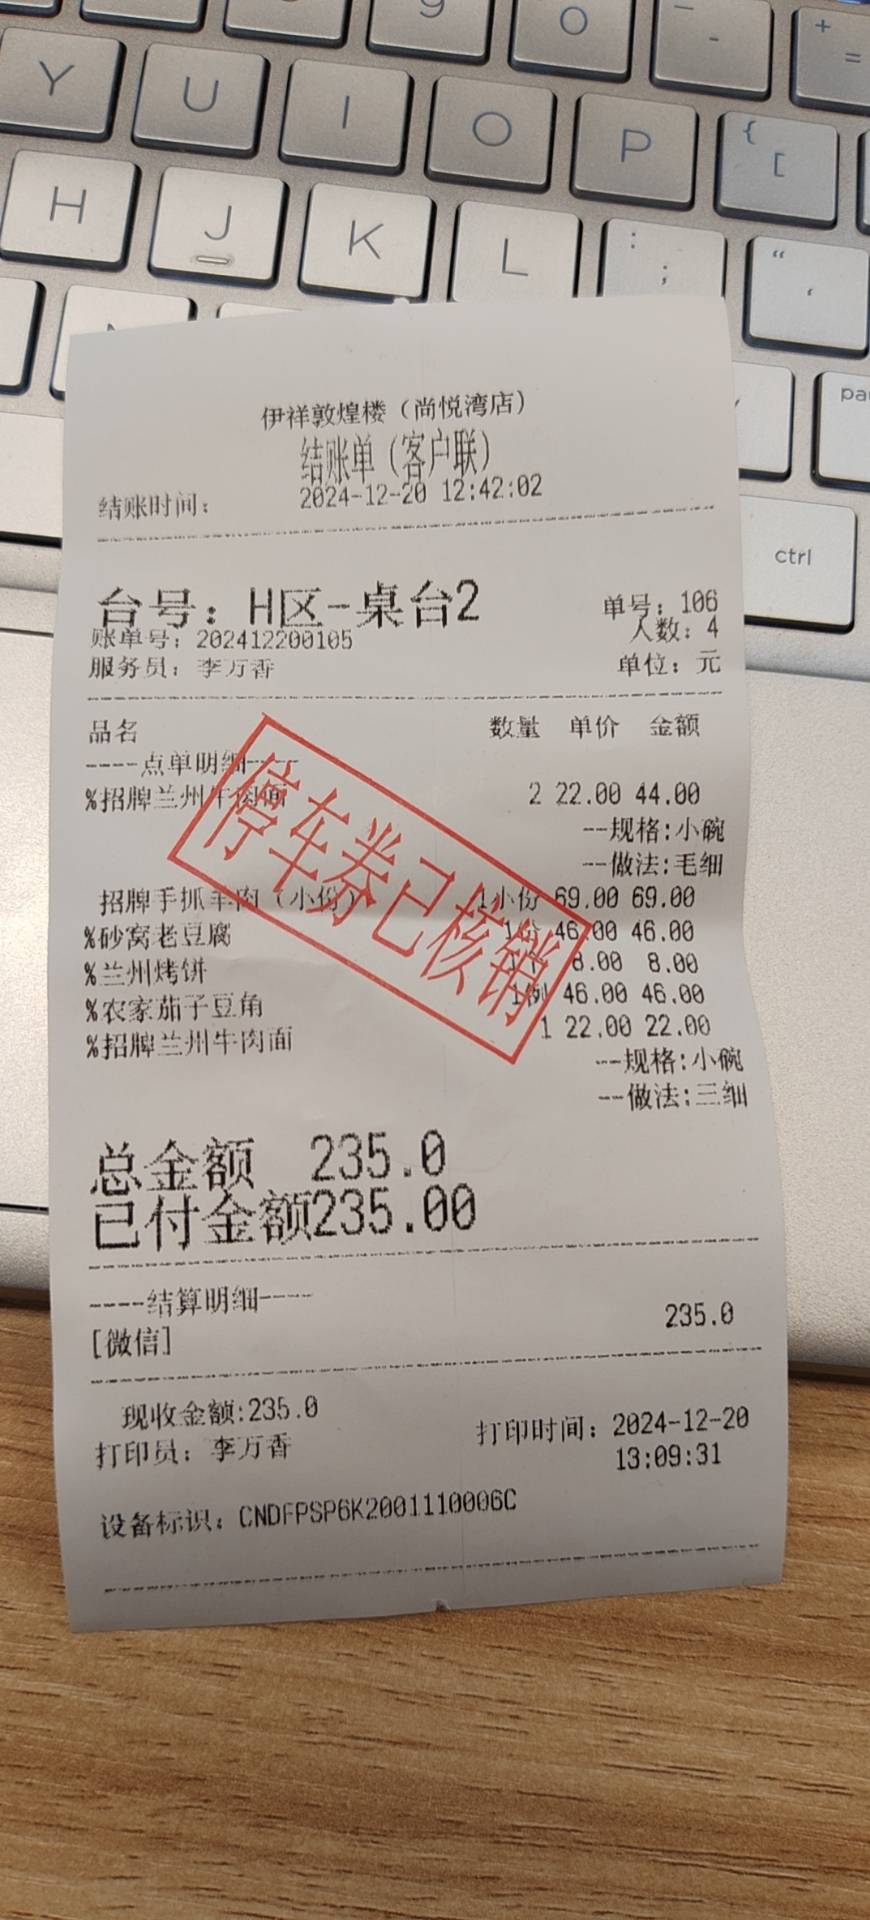 9
O
-
+
=
Y
U
I
O
P
{
[
H
J
K
L
:
;
“
‘
pau
ctrl
伊祥敦煌楼（尚悦湾店）
结账单（客户联）
结账时间： 2024-12-20 12:42:02
台号：H区-桌台2 单号：106
账单号：202412200105 人数：4
服务员：李万香 单位：元
品名 数量 单价 金额
----点单明细----
%招牌兰州牛肉面 2 22.00 44.00
--规格:小碗
--做法:毛细
招牌手抓羊肉（小份） 1小份 69.00 69.00
%砂窝老豆腐 1份 46.00 46.00
%兰州烤饼 8.00 8.00
%农家茄子豆角 1例 46.00 46.00
%招牌兰州牛肉面 1 22.00 22.00
--规格:小碗
--做法:三细
停车券已核销
总金额 235.0
已付金额235.00
----结算明细----
[微信] 235.0
现收金额:235.0
打印员：李万香 打印时间：2024-12-20
13:09:31
设备标识：CNDFPSP6K2001110006C